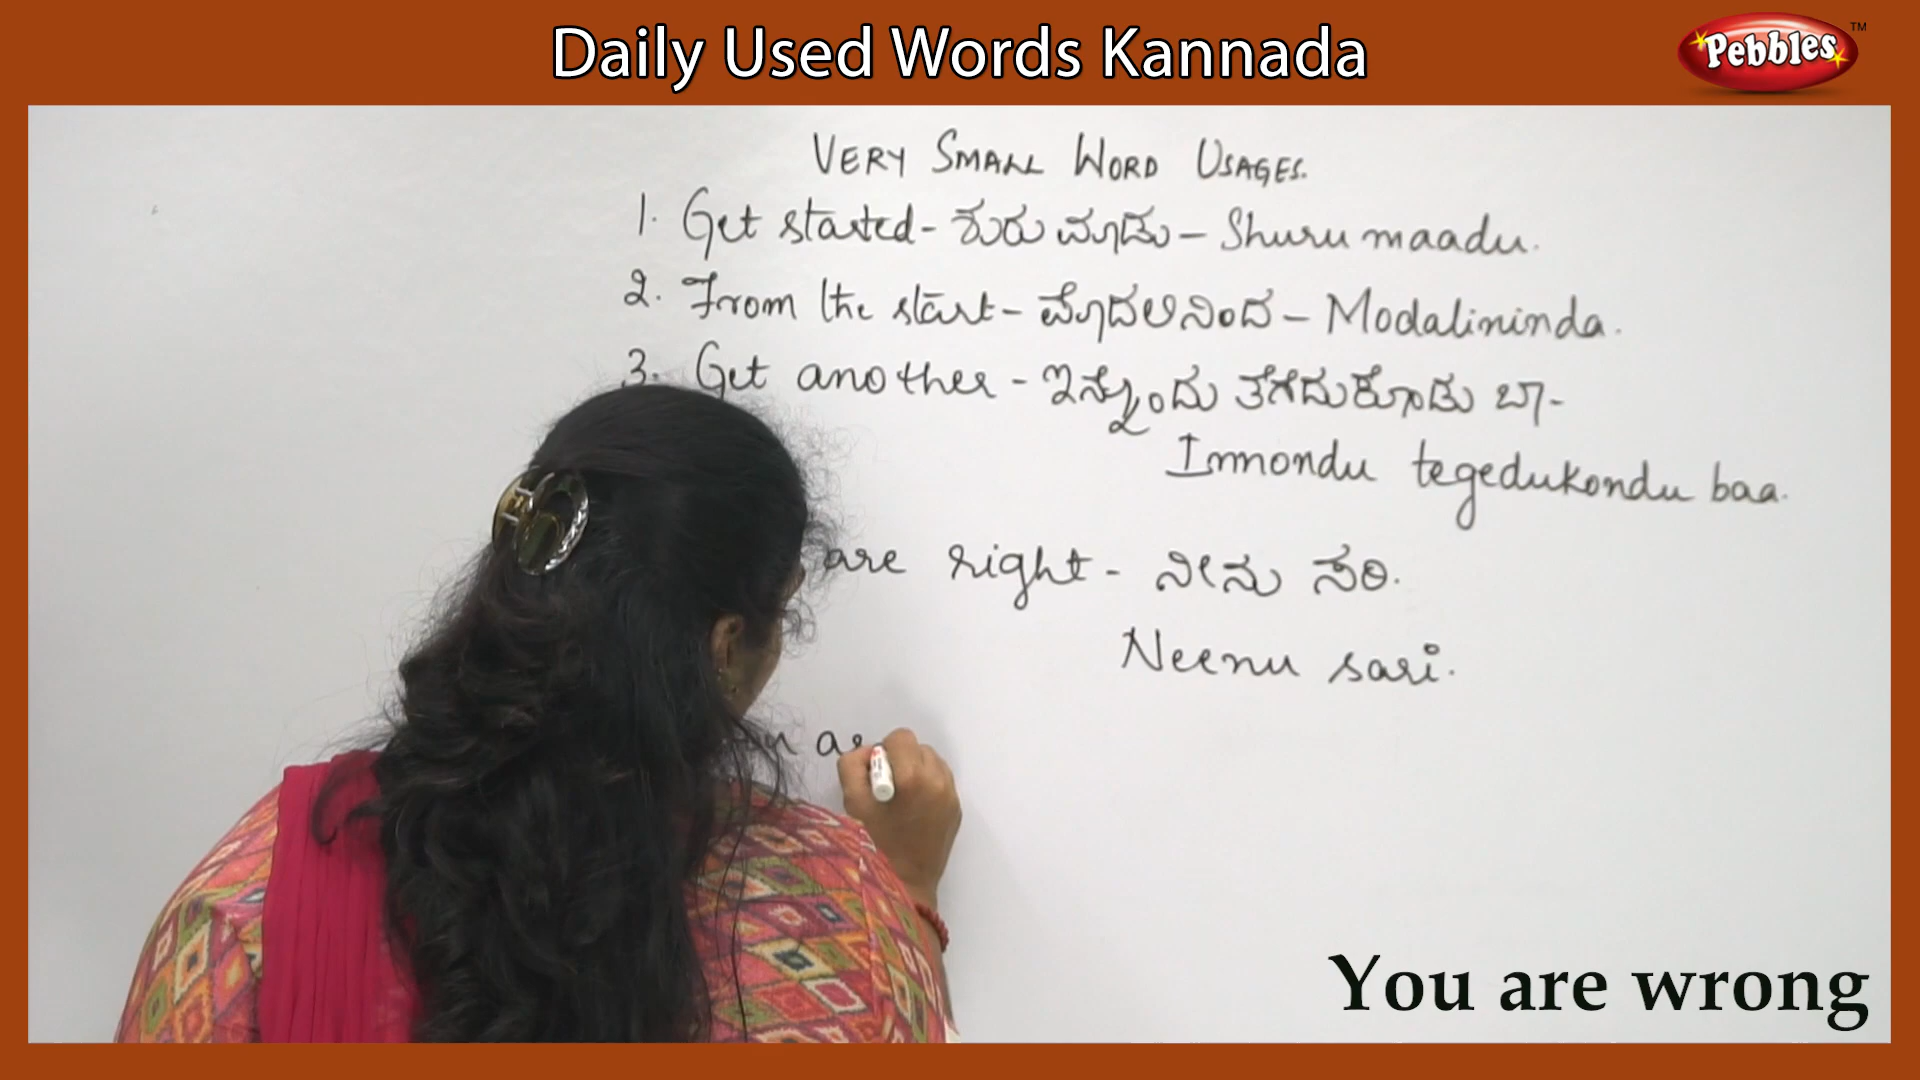 Daily Used Words Kannada
Pebbles™
VERY SMALL WORD USAGES.
1. Get started - ಶುರು ಮಾಡು - Shuru maadu.
2. From the start - ಮೊದಲಿನಿಂದ - Modalininda.
3. Get another - ಇನ್ನೊಂದು ತೆಗೆದುಕೊಂಡು ಬಾ -
Innondu tegedukondu baa.
are right - ನೀನು ಸರಿ.
Neenu sari.
You are wrong